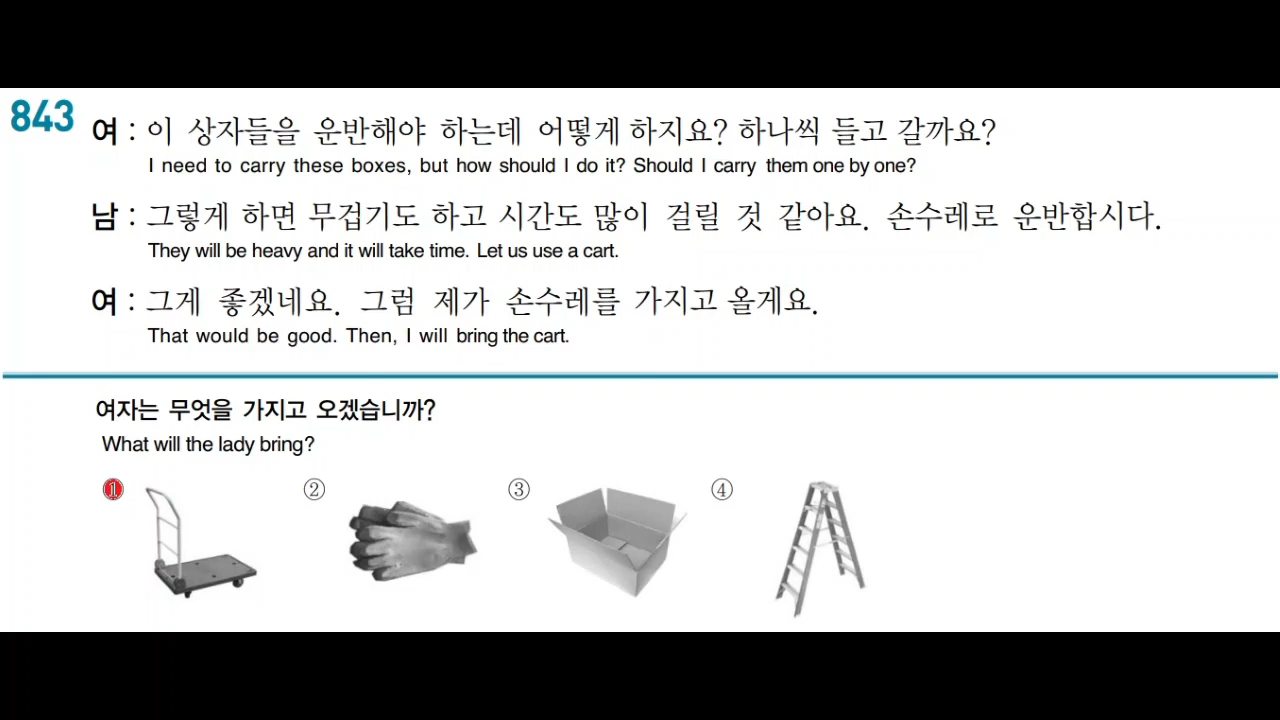 843
여 : 이 상자들을 운반해야 하는데 어떻게 하지요? 하나씩 들고 갈까요?
I need to carry these boxes, but how should I do it? Should I carry them one by one?
남 : 그렇게 하면 무겁기도 하고 시간도 많이 걸릴 것 같아요. 손수레로 운반합시다.
They will be heavy and it will take time. Let us use a cart.
여 : 그게 좋겠네요. 그럼 제가 손수레를 가지고 올게요.
That would be good. Then, I will bring the cart.
여자는 무엇을 가지고 오겠습니까?
What will the lady bring?
① ② ③ ④